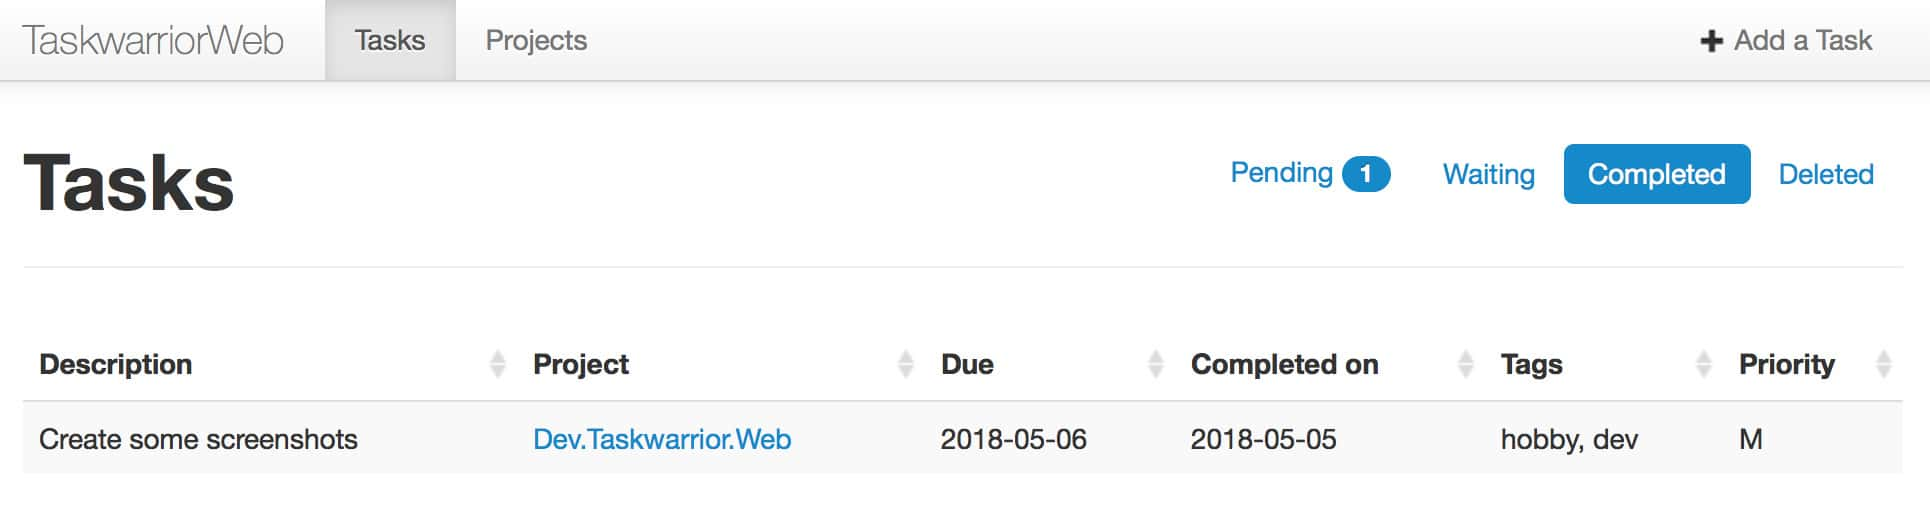 TaskwarriorWeb Tasks Projects Add a Task
Tasks
Pending 1 Waiting Completed Deleted
Description Project Due Completed on Tags Priority
Create some screenshots Dev.Taskwarrior.Web 2018-05-06 2018-05-05 hobby, dev M